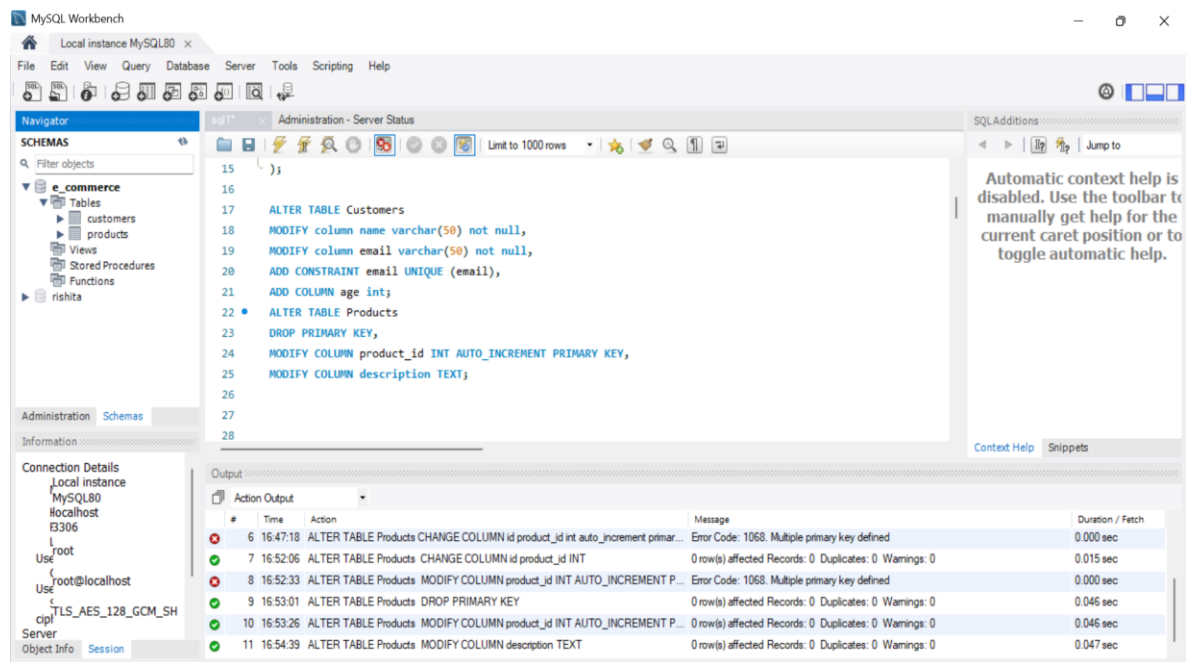 MySQL Workbench
Local instance MySQL80
File Edit View Query Database Server Tools Scripting Help
Navigator
SCHEMAS
Filter objects
e_commerce
Tables
customers
products
Views
Stored Procedures
Functions
rishita
Administration Schemas
Information
Connection Details
Local instance
MySQL80
localhost
3306
Use root
root@localhost
Use
TLS_AES_128_GCM_SH
cipl
Server
Object Info Session
sql1* Administration - Server Status
Limit to 1000 rows
15 );
16
17 ALTER TABLE Customers
18 MODIFY column name varchar(50) not null,
19 MODIFY column email varchar(50) not null,
20 ADD CONSTRAINT email UNIQUE (email),
21 ADD COLUMN age int;
22 ALTER TABLE Products
23 DROP PRIMARY KEY,
24 MODIFY COLUMN product_id INT AUTO_INCREMENT PRIMARY KEY,
25 MODIFY COLUMN description TEXT;
26
27
28
SQLAdditions
Jump to
Automatic context help is
disabled. Use the toolbar to
manually get help for the
current caret position or to
toggle automatic help.
Context Help Snippets
Output
Action Output
# Time Action Message Duration / Fetch
6 16:47:18 ALTER TABLE Products CHANGE COLUMN id product_id int auto_increment primar... Error Code: 1068. Multiple primary key defined 0.000 sec
7 16:52:06 ALTER TABLE Products CHANGE COLUMN id product_id INT 0 row(s) affected Records: 0 Duplicates: 0 Warnings: 0 0.015 sec
8 16:52:33 ALTER TABLE Products MODIFY COLUMN product_id INT AUTO_INCREMENT P... Error Code: 1068. Multiple primary key defined 0.000 sec
9 16:53:01 ALTER TABLE Products DROP PRIMARY KEY 0 row(s) affected Records: 0 Duplicates: 0 Warnings: 0 0.046 sec
10 16:53:26 ALTER TABLE Products MODIFY COLUMN product_id INT AUTO_INCREMENT P... 0 row(s) affected Records: 0 Duplicates: 0 Warnings: 0 0.046 sec
11 16:54:39 ALTER TABLE Products MODIFY COLUMN description TEXT 0 row(s) affected Records: 0 Duplicates: 0 Warnings: 0 0.047 sec